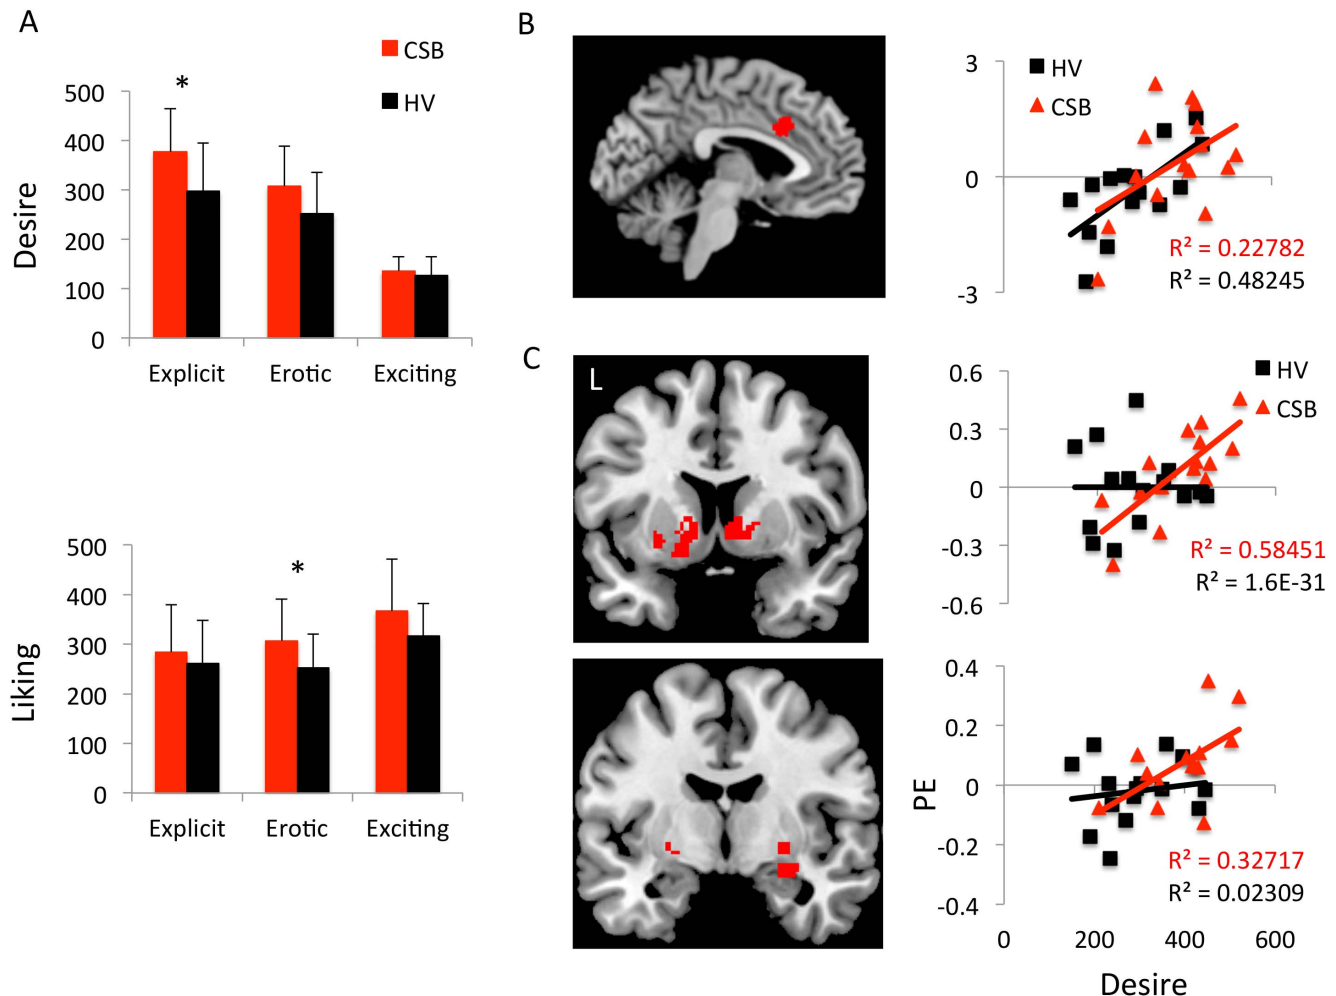 A
CSB
HV
*
Desire
500
400
300
200
100
0
Explicit Erotic Exciting
*
Liking
500
400
300
200
100
0
Explicit Erotic Exciting
B
3
0
-3
HV
CSB
R² = 0.22782
R² = 0.48245
C
L
0.6
0.3
0
-0.3
-0.6
HV
CSB
R² = 0.58451
R² = 1.6E-31
PE
0.4
0.2
0
-0.2
-0.4
R² = 0.32717
R² = 0.02309
0 200 400 600
Desire